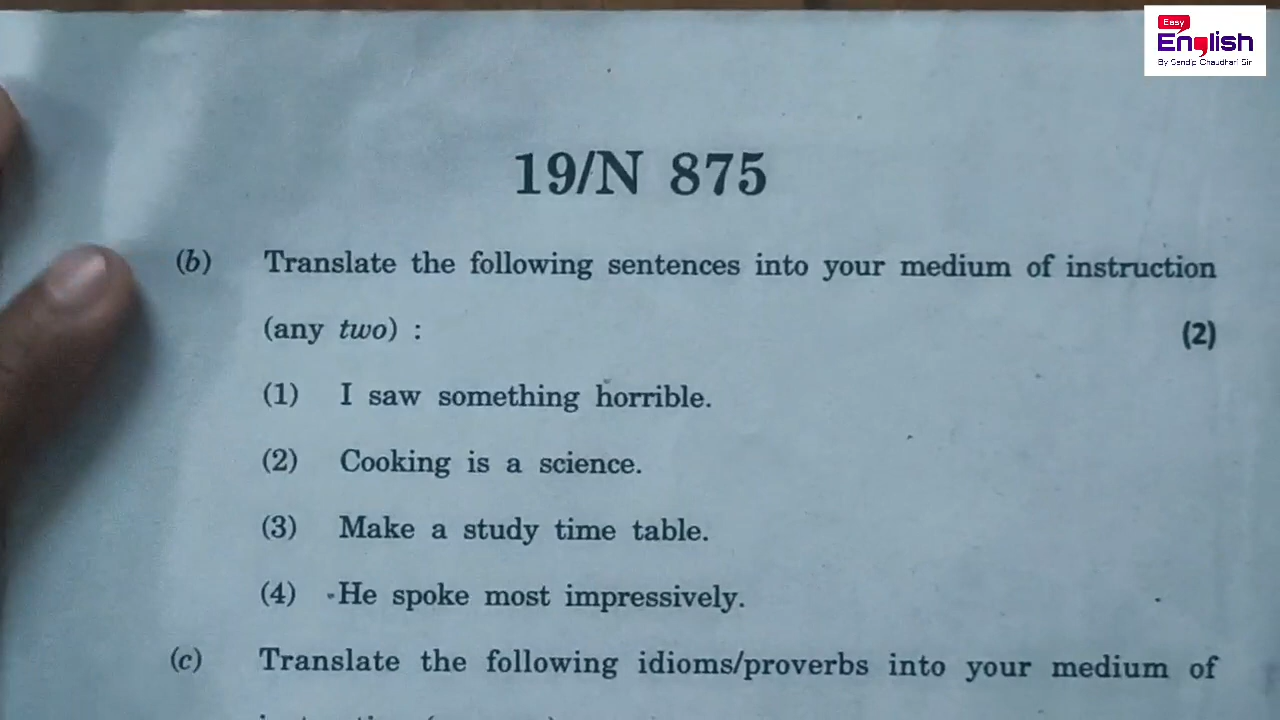 Easy
English
By Sandip Chaudhari Sir
19/N 875
(b) Translate the following sentences into your medium of instruction
(any two) : (2)
(1) I saw something horrible.
(2) Cooking is a science.
(3) Make a study time table.
(4) He spoke most impressively.
(c) Translate the following idioms/proverbs into your medium of